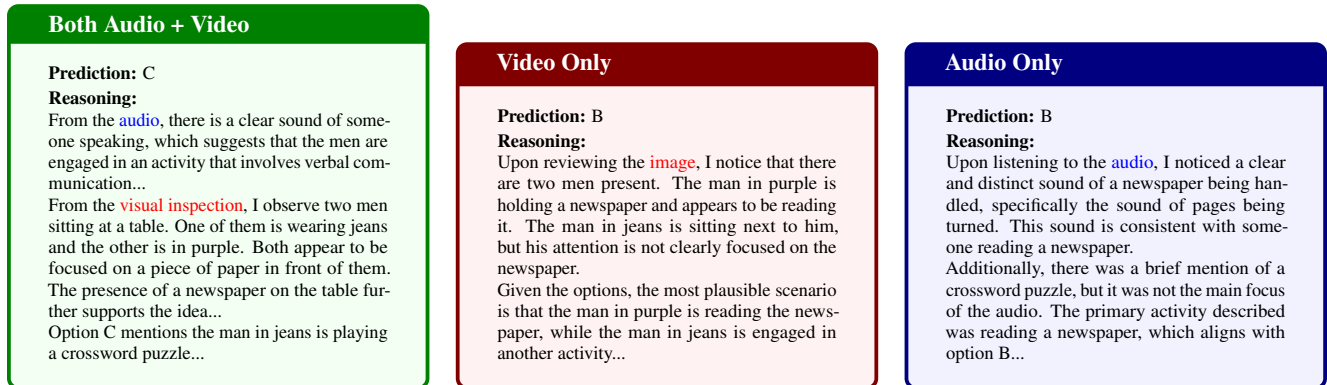 Both Audio + Video
Prediction: C
Reasoning:
From the audio, there is a clear sound of some-
one speaking, which suggests that the men are
engaged in an activity that involves verbal com-
munication...
From the visual inspection, I observe two men
sitting at a table. One of them is wearing jeans
and the other is in purple. Both appear to be
focused on a piece of paper in front of them.
The presence of a newspaper on the table fur-
ther supports the idea...
Option C mentions the man in jeans is playing
a crossword puzzle...
Video Only
Prediction: B
Reasoning:
Upon reviewing the image, I notice that there
are two men present. The man in purple is
holding a newspaper and appears to be reading
it. The man in jeans is sitting next to him,
but his attention is not clearly focused on the
newspaper.
Given the options, the most plausible scenario
is that the man in purple is reading the news-
paper, while the man in jeans is engaged in
another activity...
Audio Only
Prediction: B
Reasoning:
Upon listening to the audio, I noticed a clear
and distinct sound of a newspaper being han-
dled, specifically the sound of pages being
turned. This sound is consistent with some-
one reading a newspaper.
Additionally, there was a brief mention of a
crossword puzzle, but it was not the main focus
of the audio. The primary activity described
was reading a newspaper, which aligns with
option B...